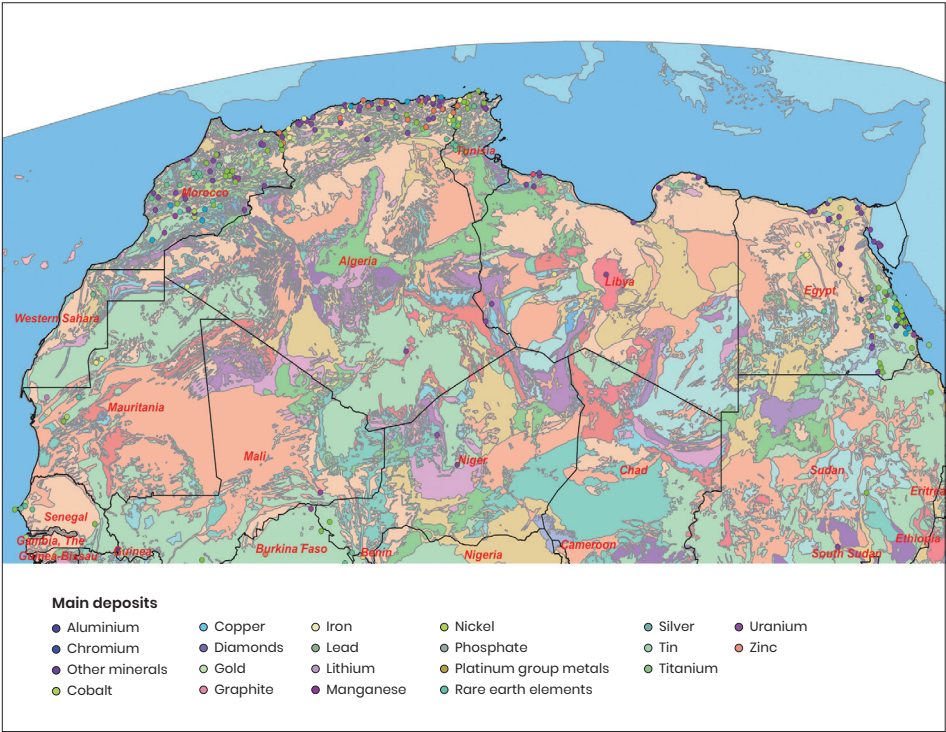 Tunisia
Morocco
Algeria
Libya
Egypt
Western Sahara
Mauritania
Mali
Niger
Chad
Sudan
Eritrea
Senegal
Gambia, The
Guinea-Bissau
Guinea
Burkina Faso
Benin
Nigeria
Cameroon
South Sudan
Ethiopia
Main deposits
Aluminium
Chromium
Other minerals
Cobalt
Copper
Diamonds
Gold
Graphite
Iron
Lead
Lithium
Manganese
Nickel
Phosphate
Platinum group metals
Rare earth elements
Silver
Tin
Titanium
Uranium
Zinc